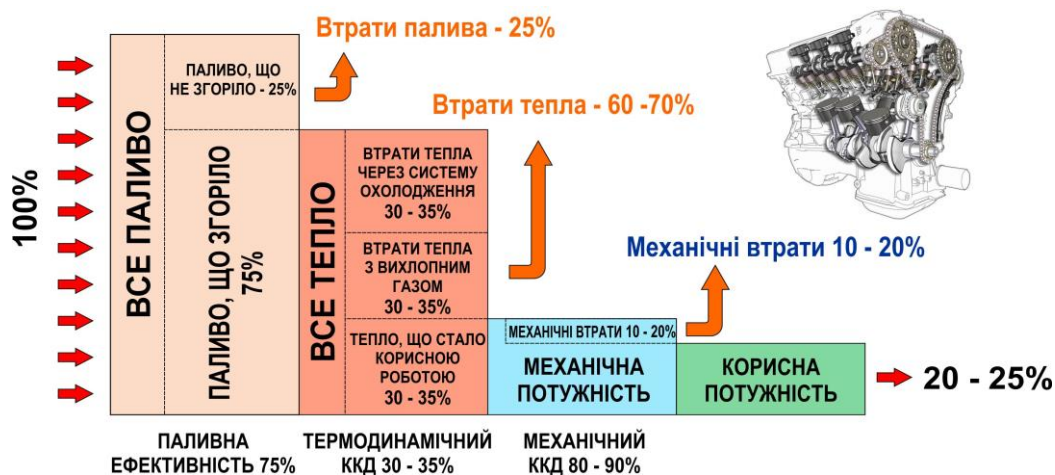 100%
ВСЕ ПАЛИВО
ПАЛИВО, ЩО
НЕ ЗГОРІЛО - 25%
ПАЛИВО, ЩО ЗГОРІЛО
75%
Втрати палива - 25%
ВСЕ ТЕПЛО
ВТРАТИ ТЕПЛА
ЧЕРЕЗ СИСТЕМУ
ОХОЛОДЖЕННЯ
30 - 35%
ВТРАТИ ТЕПЛА
З ВИХЛОПНИМ
ГАЗОМ
30 - 35%
ТЕПЛО, ЩО СТАЛО
КОРИСНОЮ
РОБОТОЮ
30 - 35%
Втрати тепла - 60 -70%
МЕХАНІЧНІ ВТРАТИ 10 - 20%
МЕХАНІЧНА
ПОТУЖНІСТЬ
Механічні втрати 10 - 20%
КОРИСНА
ПОТУЖНІСТЬ
20 - 25%
ПАЛИВНА
ЕФЕКТИВНІСТЬ 75%
ТЕРМОДИНАМІЧНИЙ
ККД 30 - 35%
МЕХАНІЧНИЙ
ККД 80 - 90%